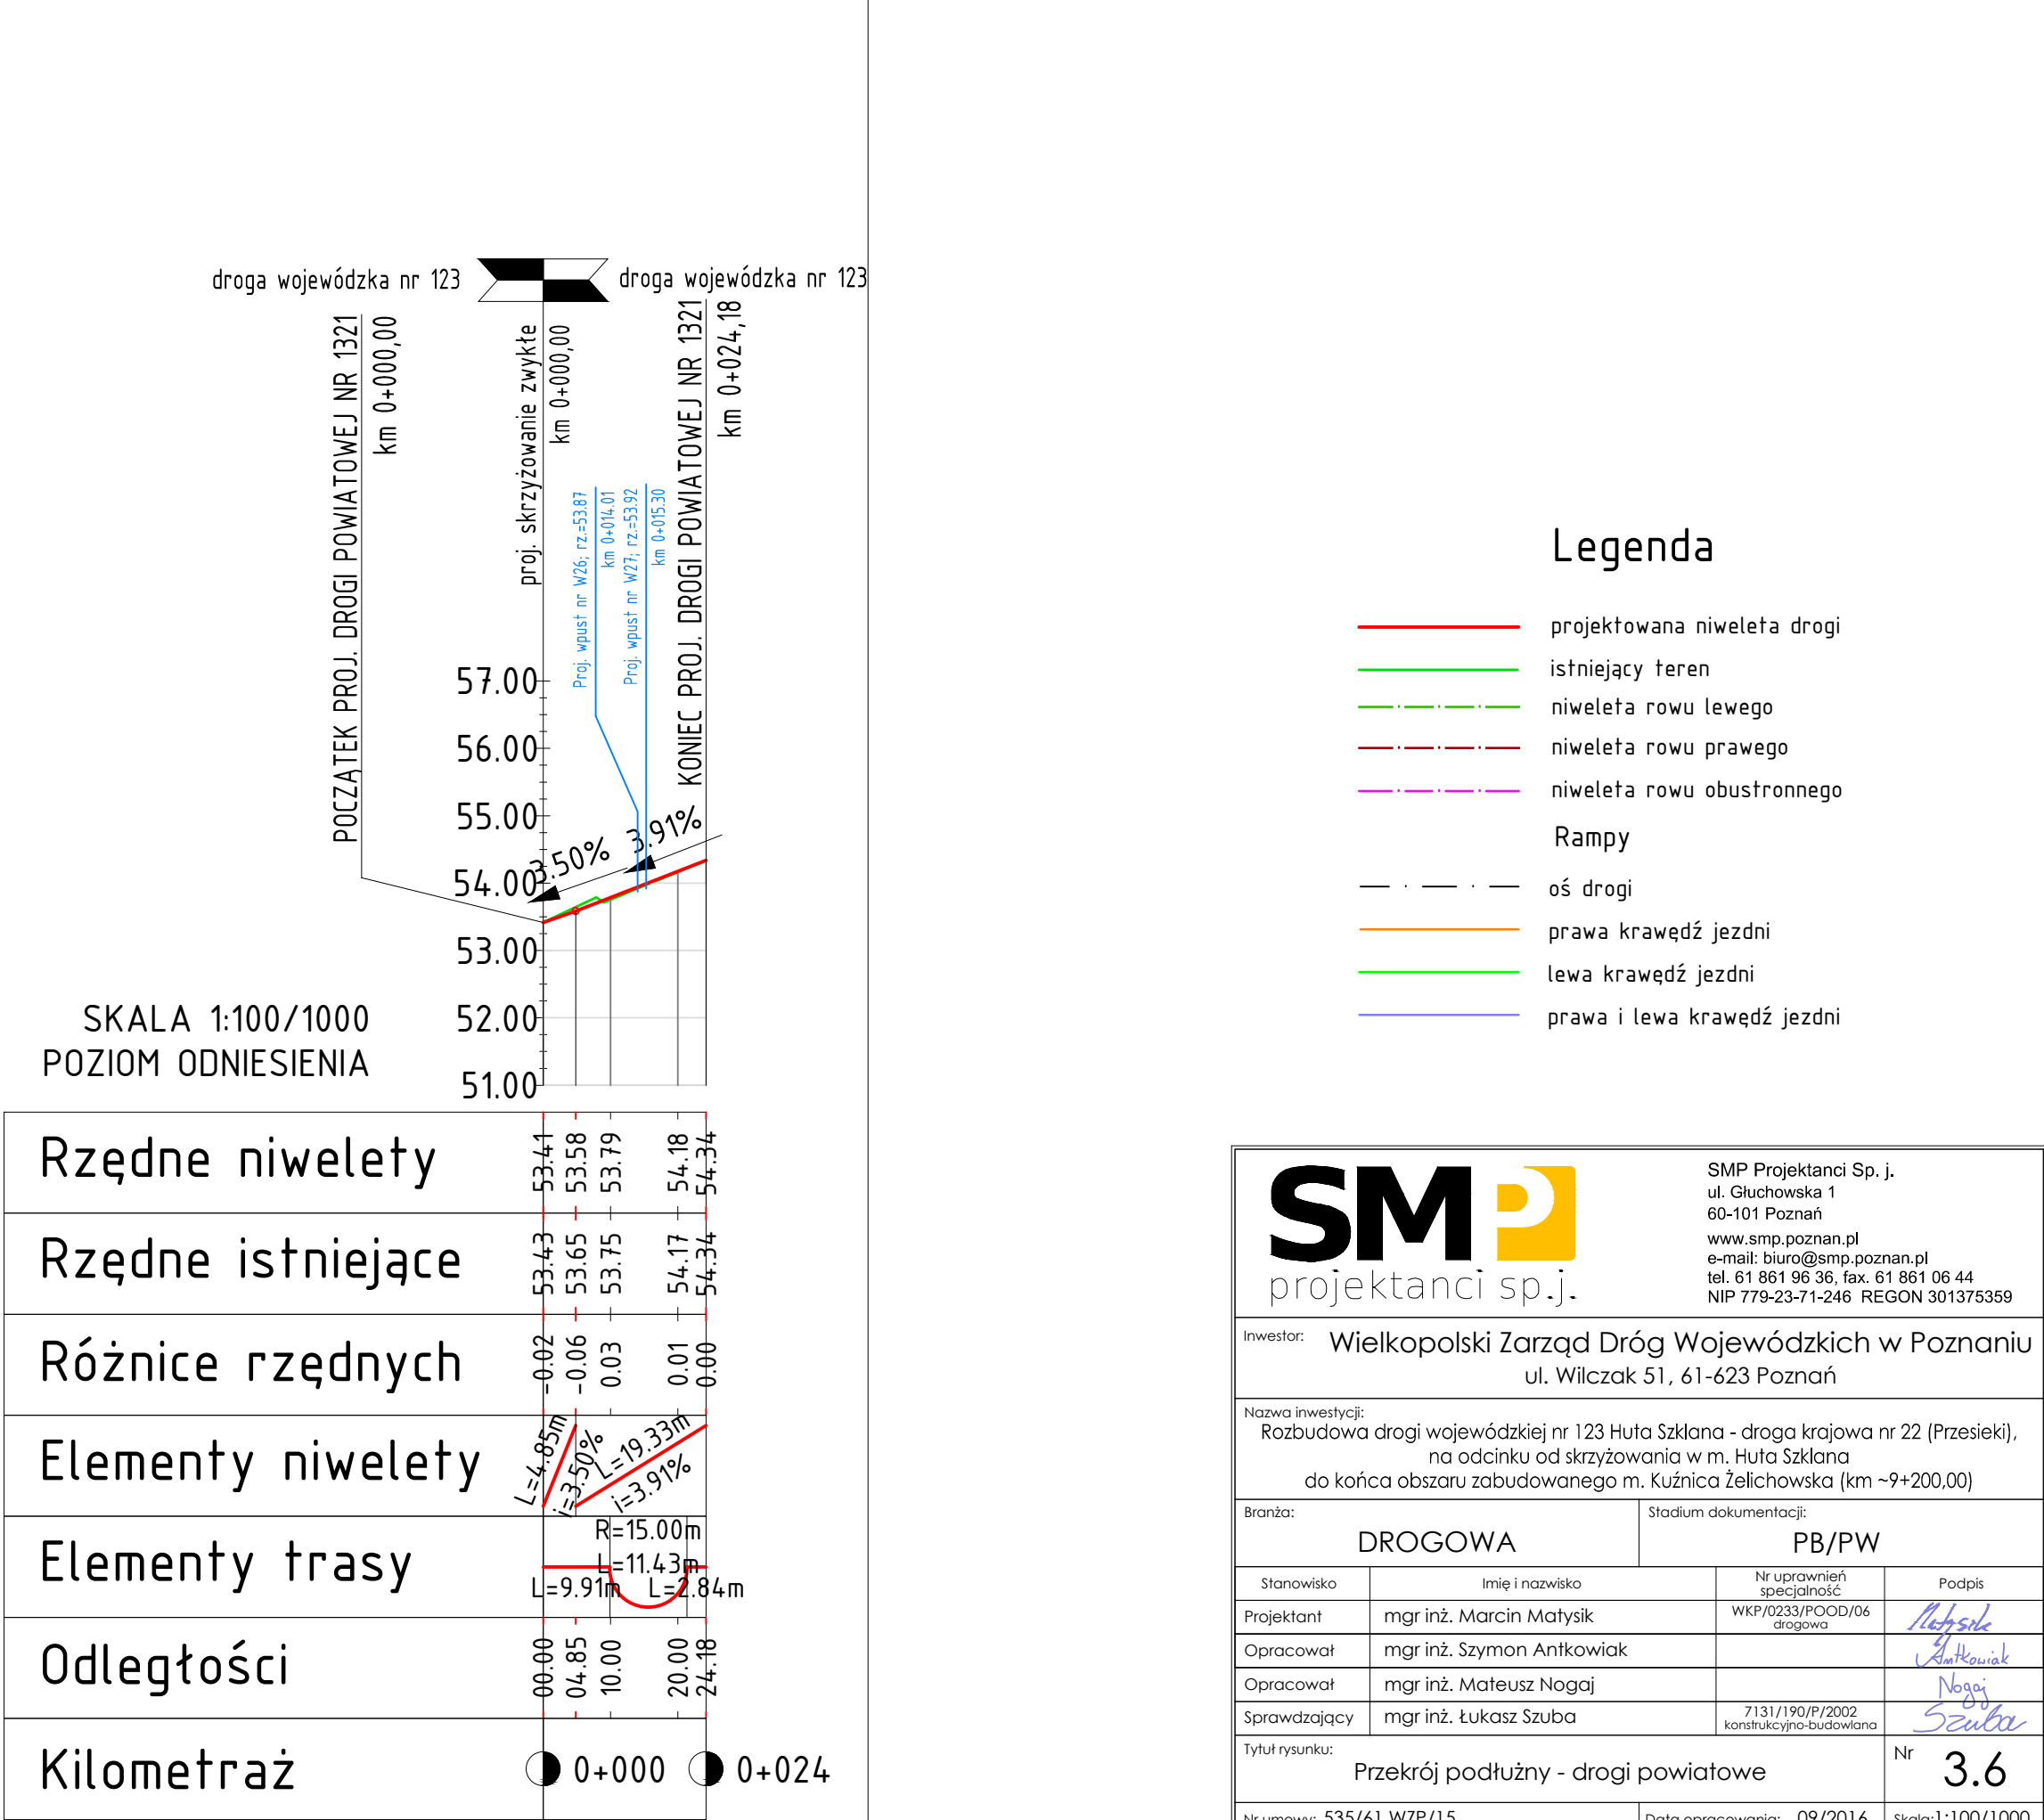 droga wojewódzka nr 123
droga wojewódzka nr 123
POCZĄTEK PROJ. DROGI POWIATOWEJ NR 1321
km 0+000,00
proj. skrzyżowanie zwykłe
km 0+000,00
Proj. wpust nr W26; rz.=53.87
km 0+014.01
Proj. wpust nr W27; rz.=53.92
km 0+015.30
KONIEC PROJ. DROGI POWIATOWEJ NR 1321
km 0+024,18
57.00
56.00
55.00
54.00
53.00
52.00
51.00
3.50%
3.91%
SKALA 1:100/1000
POZIOM ODNIESIENIA
Rzędne niwelety
53.41
53.58
53.79
54.18
54.34
Rzędne istniejące
53.43
53.65
53.75
54.17
54.34
Różnice rzędnych
-0.02
-0.06
0.03
0.01
0.00
Elementy niwelety
L=4.85m
i=3.50%
L=19.33m
i=3.91%
Elementy trasy
R=15.00m
L=11.43m
L=9.91m
L=2.84m
Odległości
00.00
04.85
10.00
20.00
24.18
Kilometraż
0+000
0+024
Legenda
projektowana niweleta drogi
istniejący teren
niweleta rowu lewego
niweleta rowu prawego
niweleta rowu obustronnego
Rampy
oś drogi
prawa krawędź jezdni
lewa krawędź jezdni
prawa i lewa krawędź jezdni
SMP
projektanci sp.j.
SMP Projektanci Sp. j.
ul. Głuchowska 1
60-101 Poznań
www.smp.poznan.pl
e-mail: biuro@smp.poznan.pl
tel. 61 861 96 36, fax. 61 861 06 44
NIP 779-23-71-246 REGON 301375359
Inwestor: Wielkopolski Zarząd Dróg Wojewódzkich w Poznaniu
ul. Wilczak 51, 61-623 Poznań
Nazwa inwestycji:
Rozbudowa drogi wojewódzkiej nr 123 Huta Szklana - droga krajowa nr 22 (Przesieki),
na odcinku od skrzyżowania w m. Huta Szklana
do końca obszaru zabudowanego m. Kuźnica Żelichowska (km ~9+200,00)
Branża:
DROGOWA
Stadium dokumentacji:
PB/PW
Stanowisko
Imię i nazwisko
Nr uprawnień
specjalność
Podpis
Projektant
mgr inż. Marcin Matysik
WKP/0233/POOD/06
drogowa
Matysik
Opracował
mgr inż. Szymon Antkowiak
Antkowiak
Opracował
mgr inż. Mateusz Nogaj
Nogaj
Sprawdzający
mgr inż. Łukasz Szuba
7131/190/P/2002
konstrukcyjno-budowlana
Szuba
Tytuł rysunku:
Przekrój podłużny - drogi powiatowe
Nr 3.6
Nr umowy: 535/61 WZP/15
Data opracowania: 09/2016
Skala: 1:100/1000